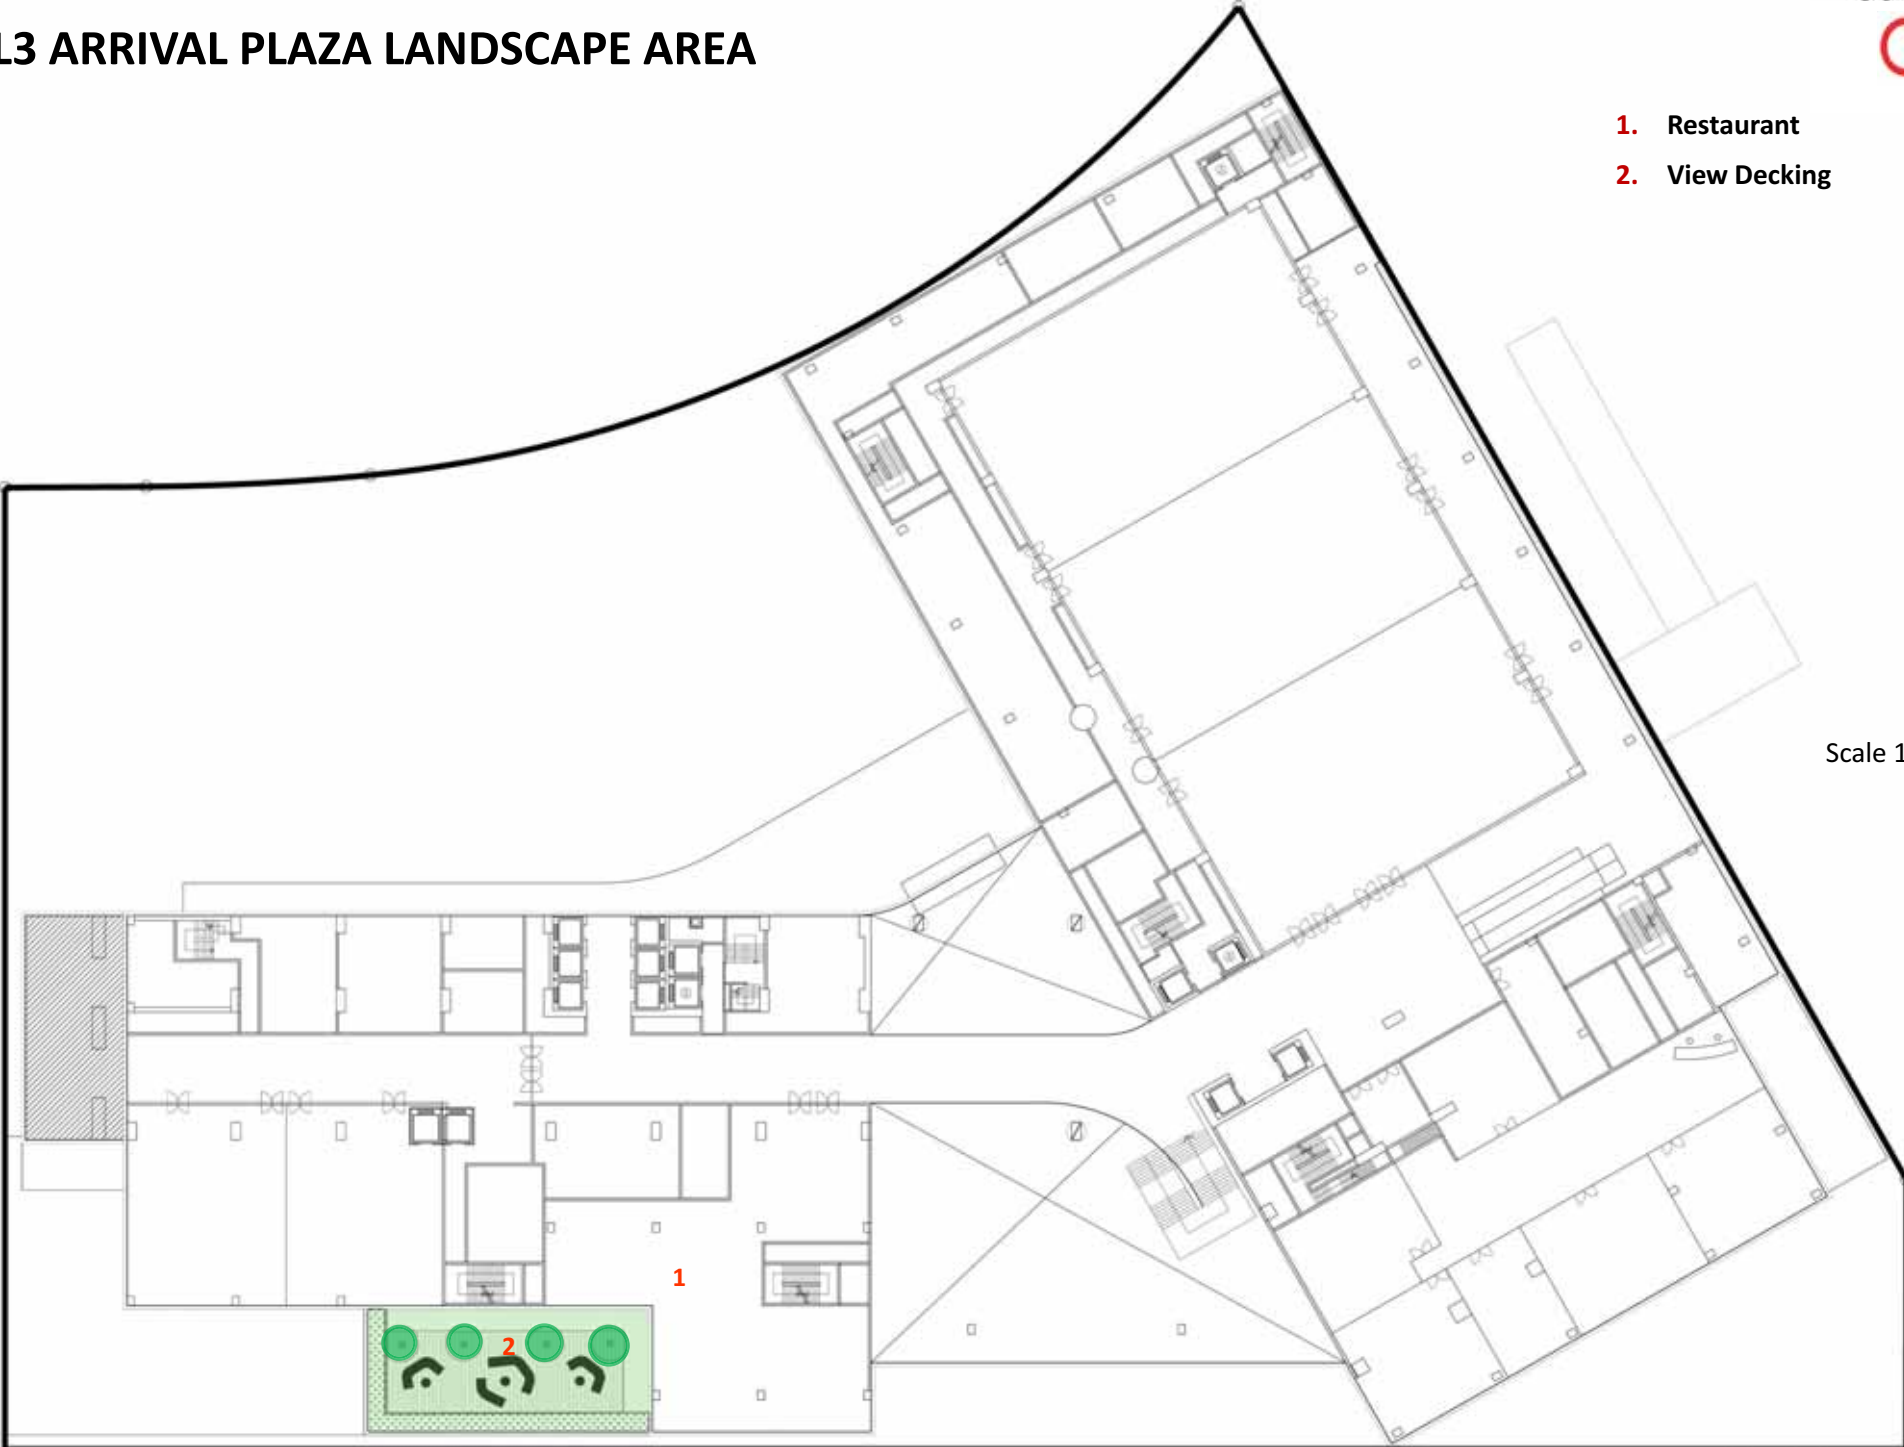 L3 ARRIVAL PLAZA LANDSCAPE AREA
1. Restaurant
2. View Decking
Scale 1
1
2